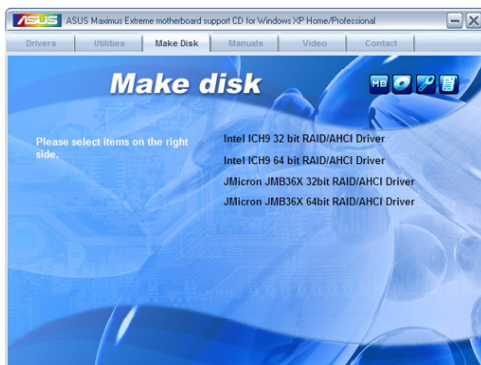 ASUS ASUS Maximus Extreme motherboard support CD for Windows XP Home/Professional
Drivers Utilities Make Disk Manuals Video Contact
Make disk
MB
Please select items on the right
side.
Intel ICH9 32 bit RAID/AHCI Driver
Intel ICH9 64 bit RAID/AHCI Driver
JMicron JMB36X 32bit RAID/AHCI Driver
JMicron JMB36X 64bit RAID/AHCI Driver